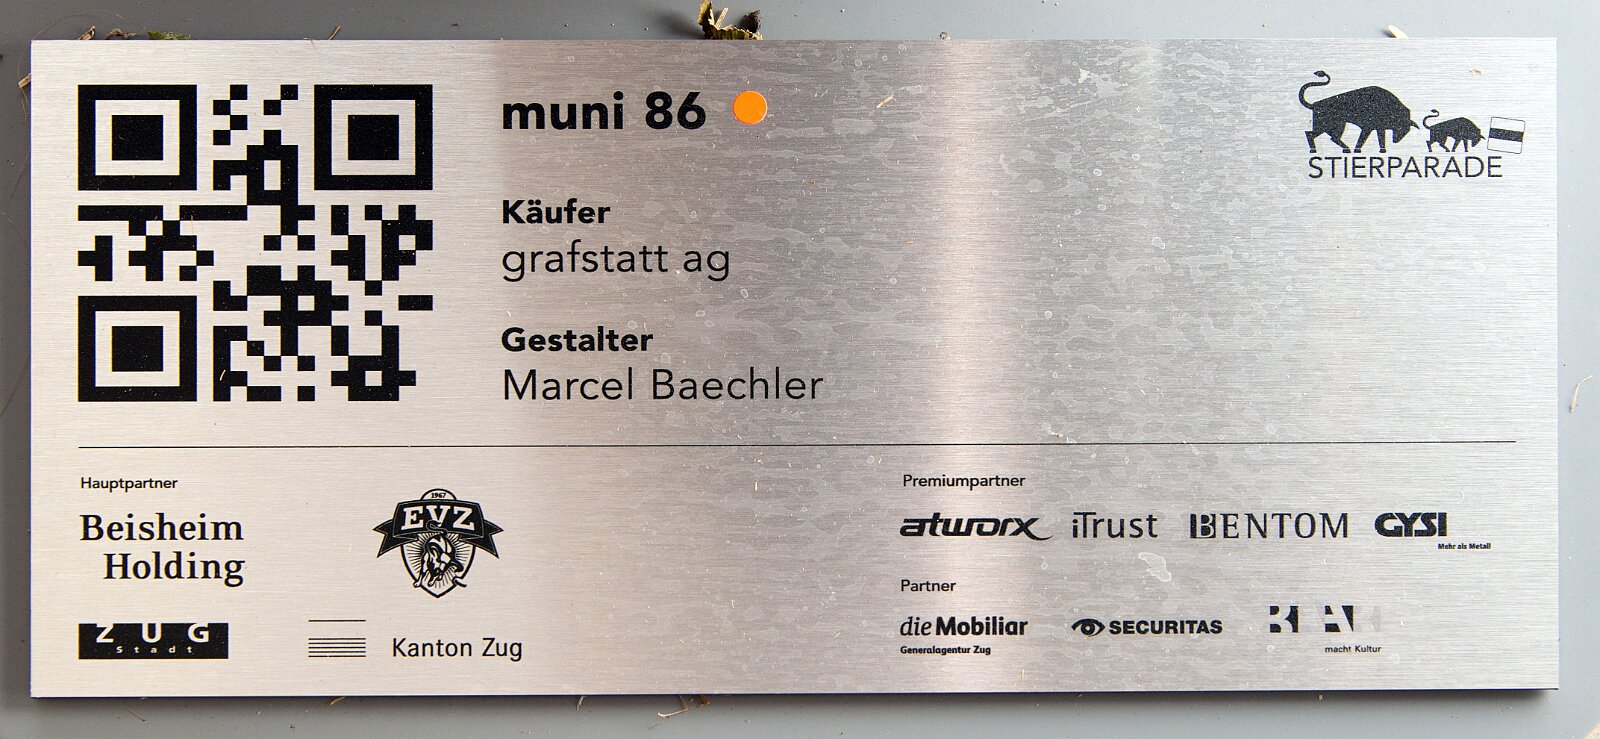 muni 86
Käufer
grafstatt ag
Gestalter
Marcel Baechler
STIERPARADE
Hauptpartner
Beisheim
Holding
1967
EVZ
ZUG
Stadt
Kanton Zug
Premiumpartner
atworx iTrust BENTOM GYSI
Mehr als Metall
Partner
die Mobiliar SECURITAS
Generalagentur Zug
macht Kultur